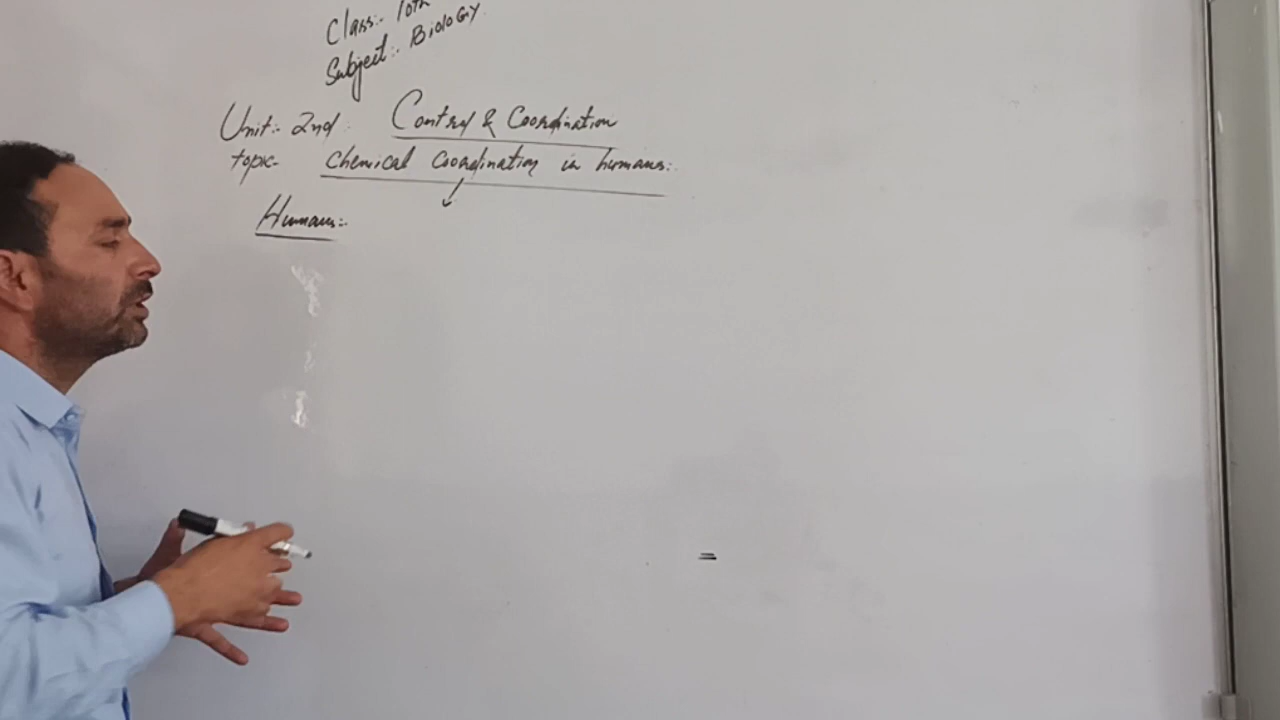 Class:- 10th
Subject:- Biology
Unit:- 2nd. Control & Coordination
topic- chemical coordination in humans:-
Humans:-
=